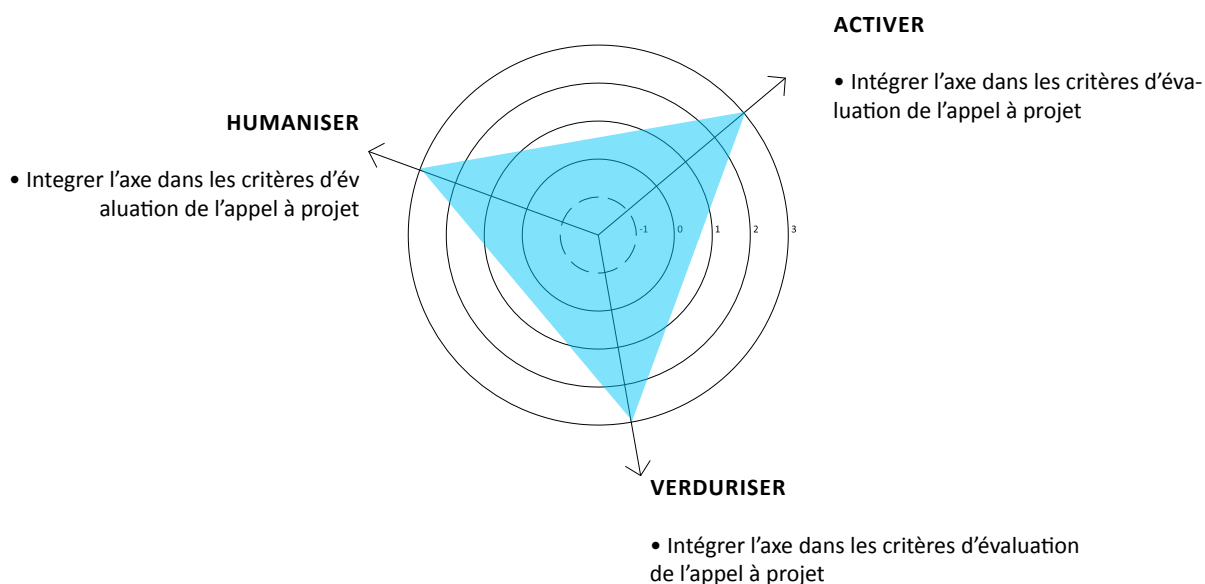 ACTIVER
• Intégrer l’axe dans les critères d’éva-
luation de l’appel à projet
HUMANISER
• Integrer l’axe dans les critères d’év
aluation de l’appel à projet
-1 0 1 2 3
VERDURISER
• Intégrer l’axe dans les critères d’évaluation
de l’appel à projet